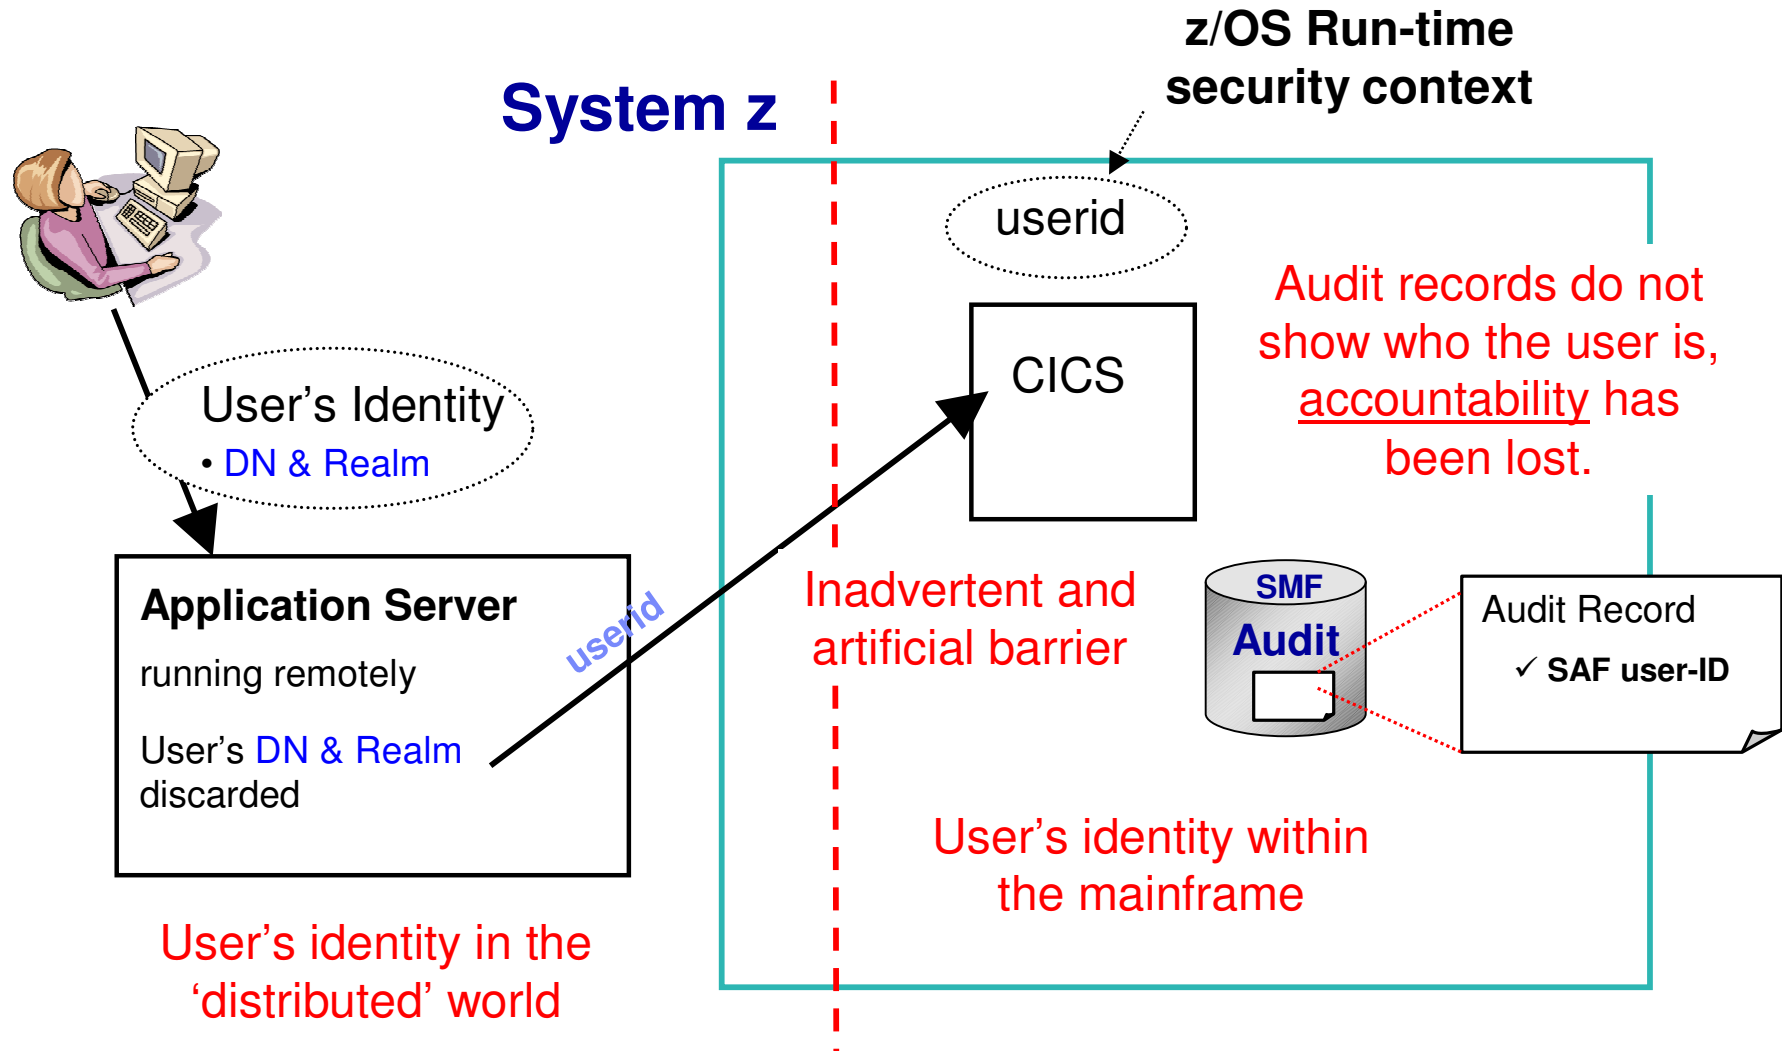 z/OS Run-time
security context
System z
userid
Audit records do not
show who the user is,
accountability has
been lost.
CICS
User’s Identity
• DN & Realm
Application Server
running remotely
User’s DN & Realm
discarded
userid
Inadvertent and
artificial barrier
SMF
Audit
Audit Record
✓ SAF user-ID
User’s identity within
the mainframe
User’s identity in the
‘distributed’ world